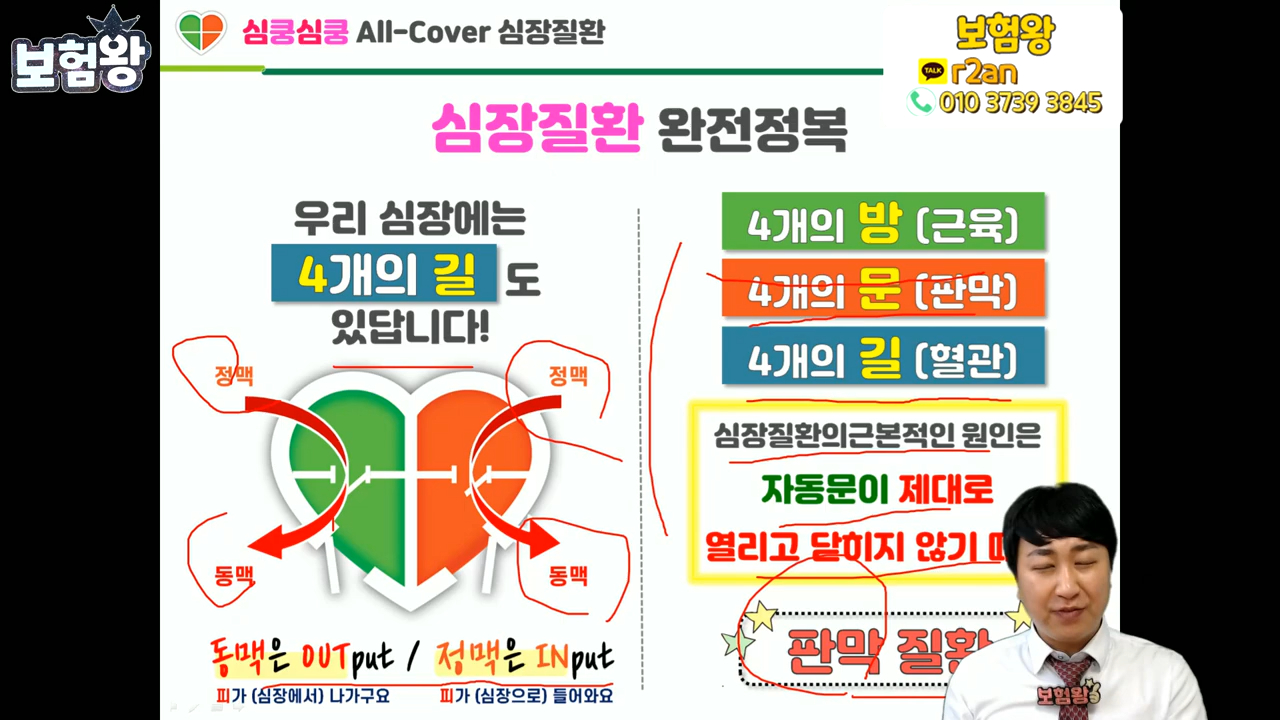 보험왕
심쿵심쿵 All-Cover 심장질환
보험왕
TALK r2an
010 3739 3845
심장질환 완전정복
우리 심장에는
4개의 길 도
있답니다!
정맥
정맥
동맥
동맥
동맥은 OUTput / 정맥은 INput
피가 (심장에서) 나가구요
피가 (심장으로) 들어와요
4개의 방 (근육)
4개의 문 (판막)
4개의 길 (혈관)
심장질환의근본적인 원인은
자동문이 제대로
열리고 닫히지 않기
판막 질환
보험왕